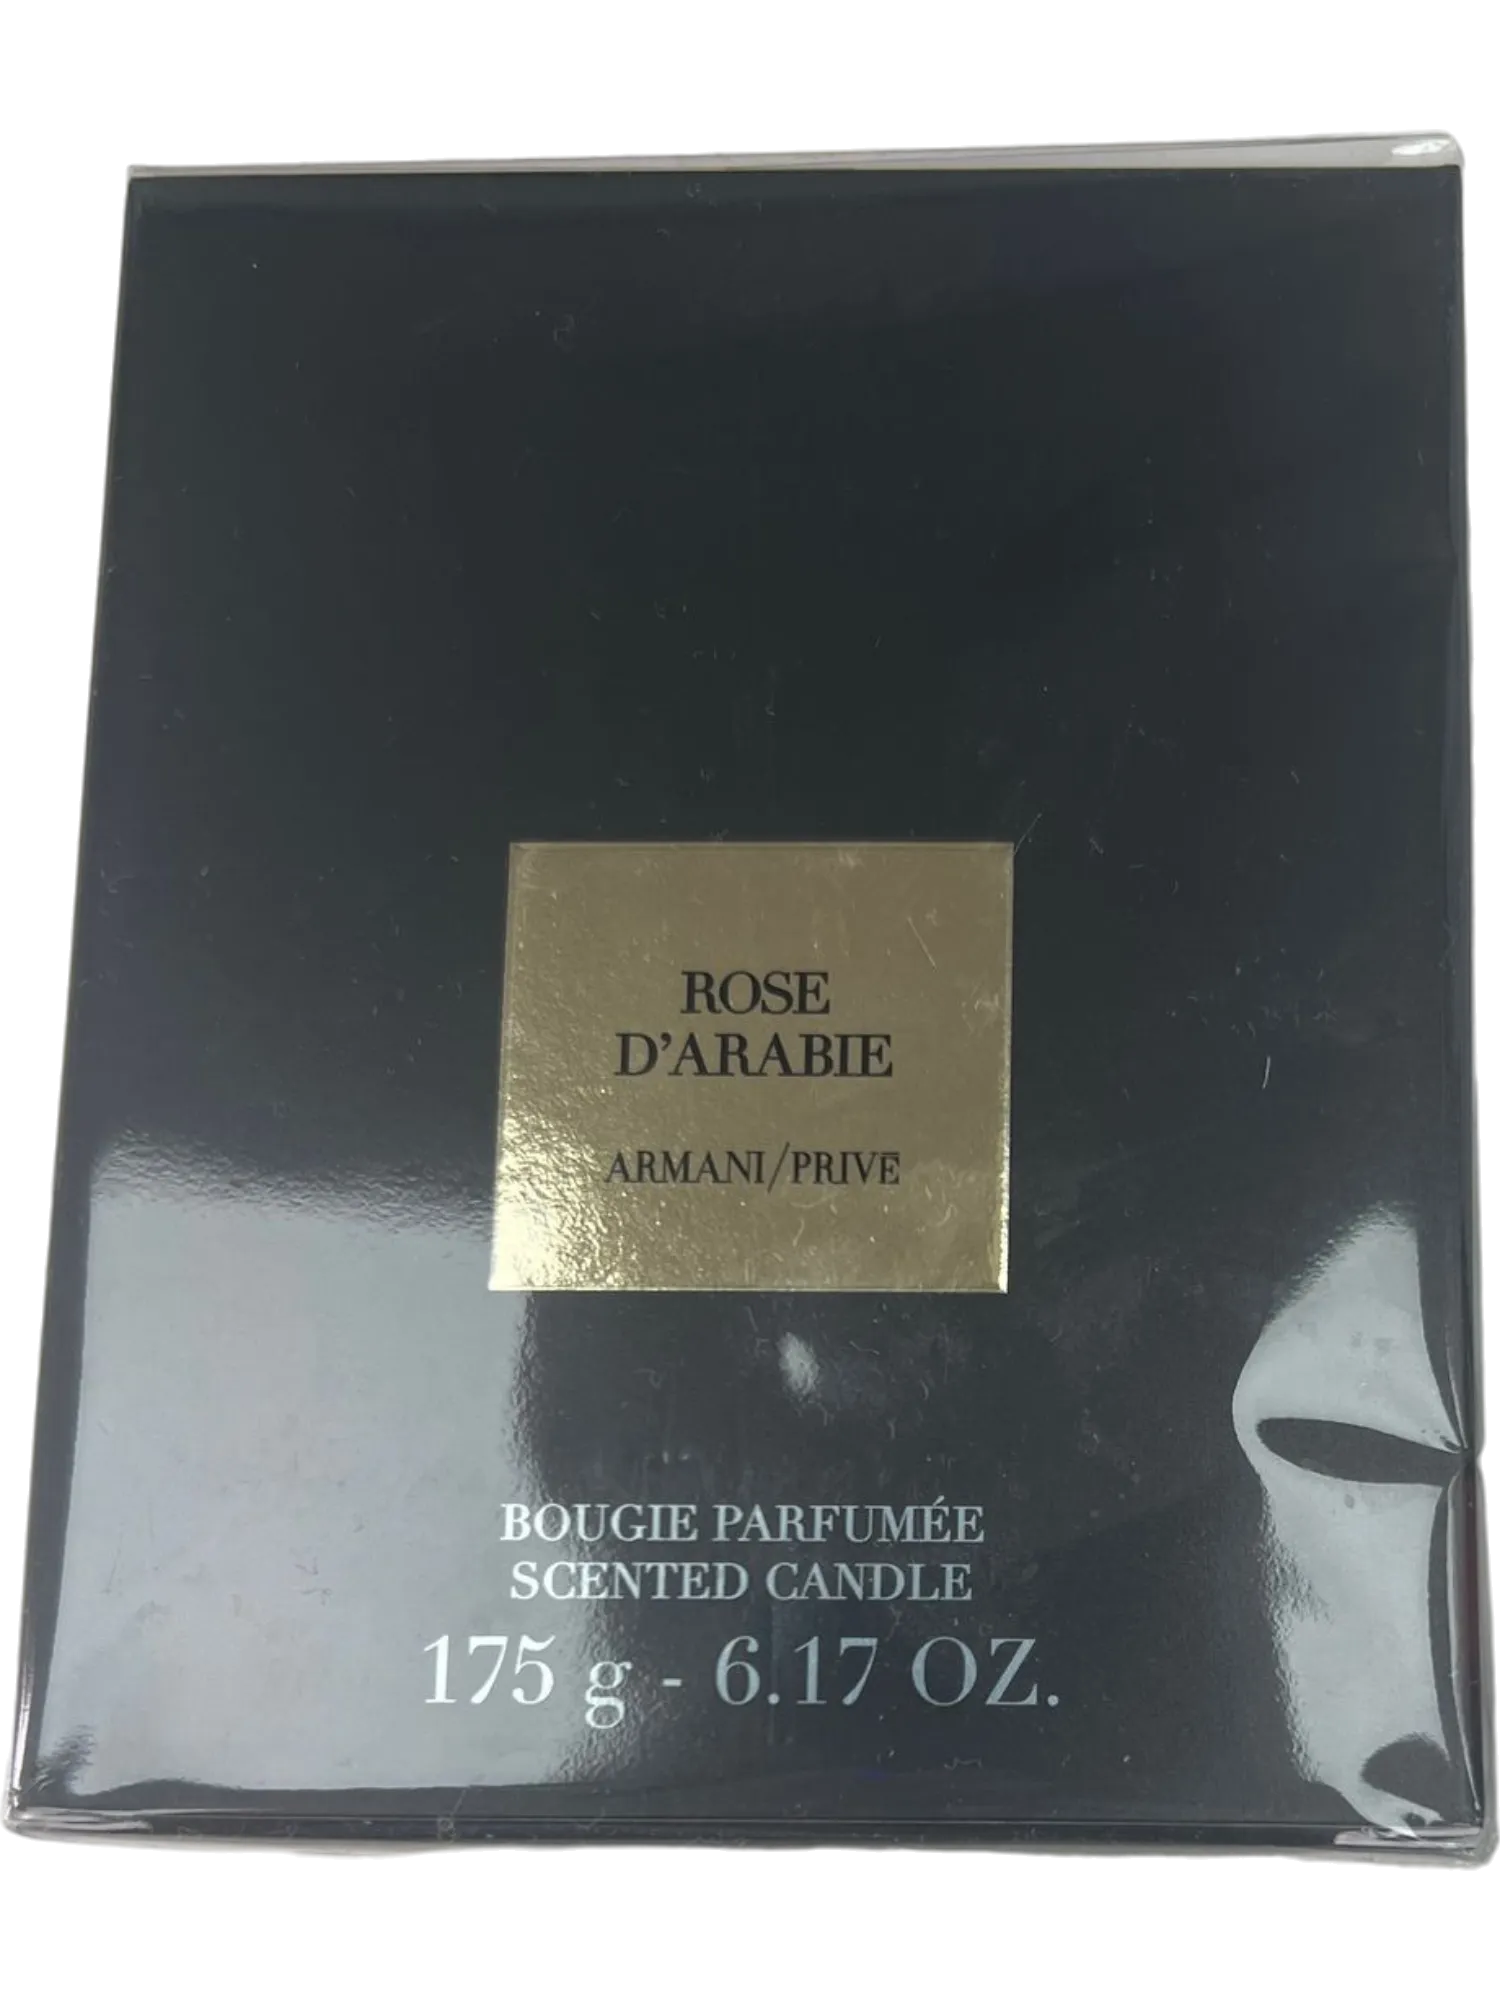 ROSE
D’ARABIE
ARMANI/PRIVĒ
BOUGIE PARFUMÉE
SCENTED CANDLE
175 g - 6.17 OZ.